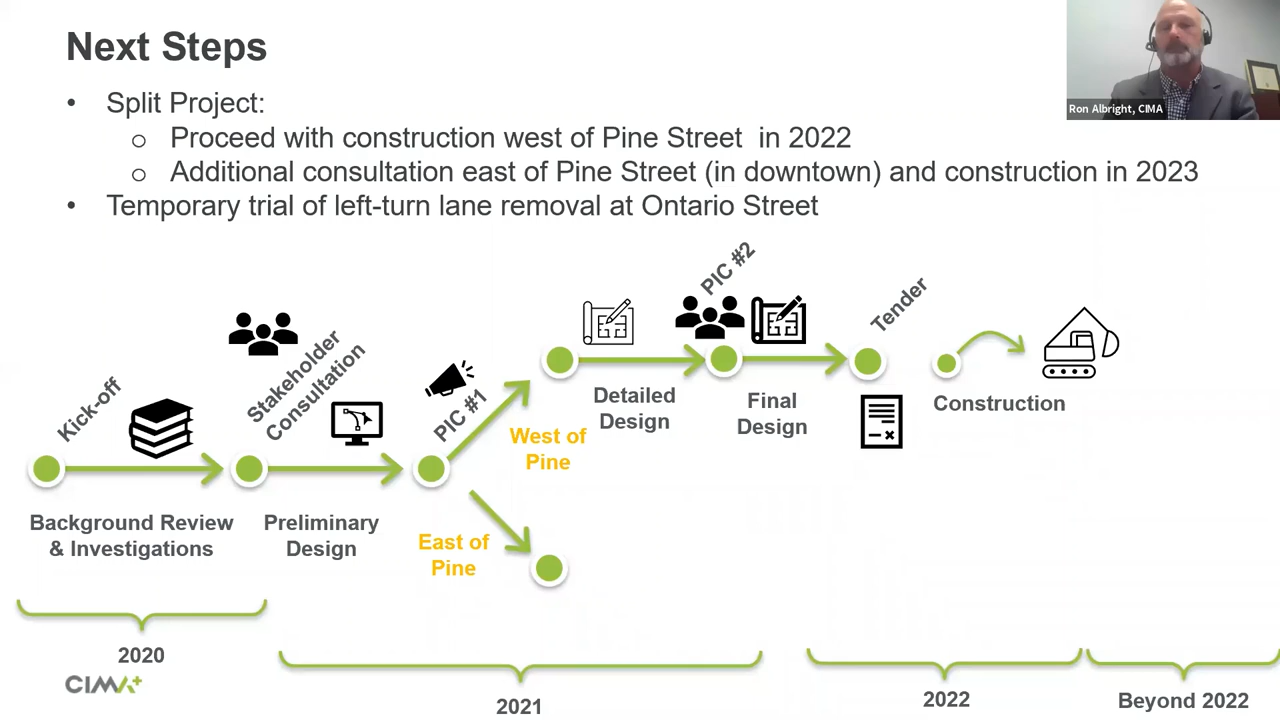 Next Steps
• Split Project:
o Proceed with construction west of Pine Street in 2022
o Additional consultation east of Pine Street (in downtown) and construction in 2023
• Temporary trial of left-turn lane removal at Ontario Street
Ron Albright, CIMA
Kick-off
Stakeholder
Consultation
PIC #1
PIC #2
Tender
West of
Pine
Detailed
Design
Final
Design
Construction
Background Review
& Investigations
Preliminary
Design
East of
Pine
2020
2021
2022
Beyond 2022
CIMA+